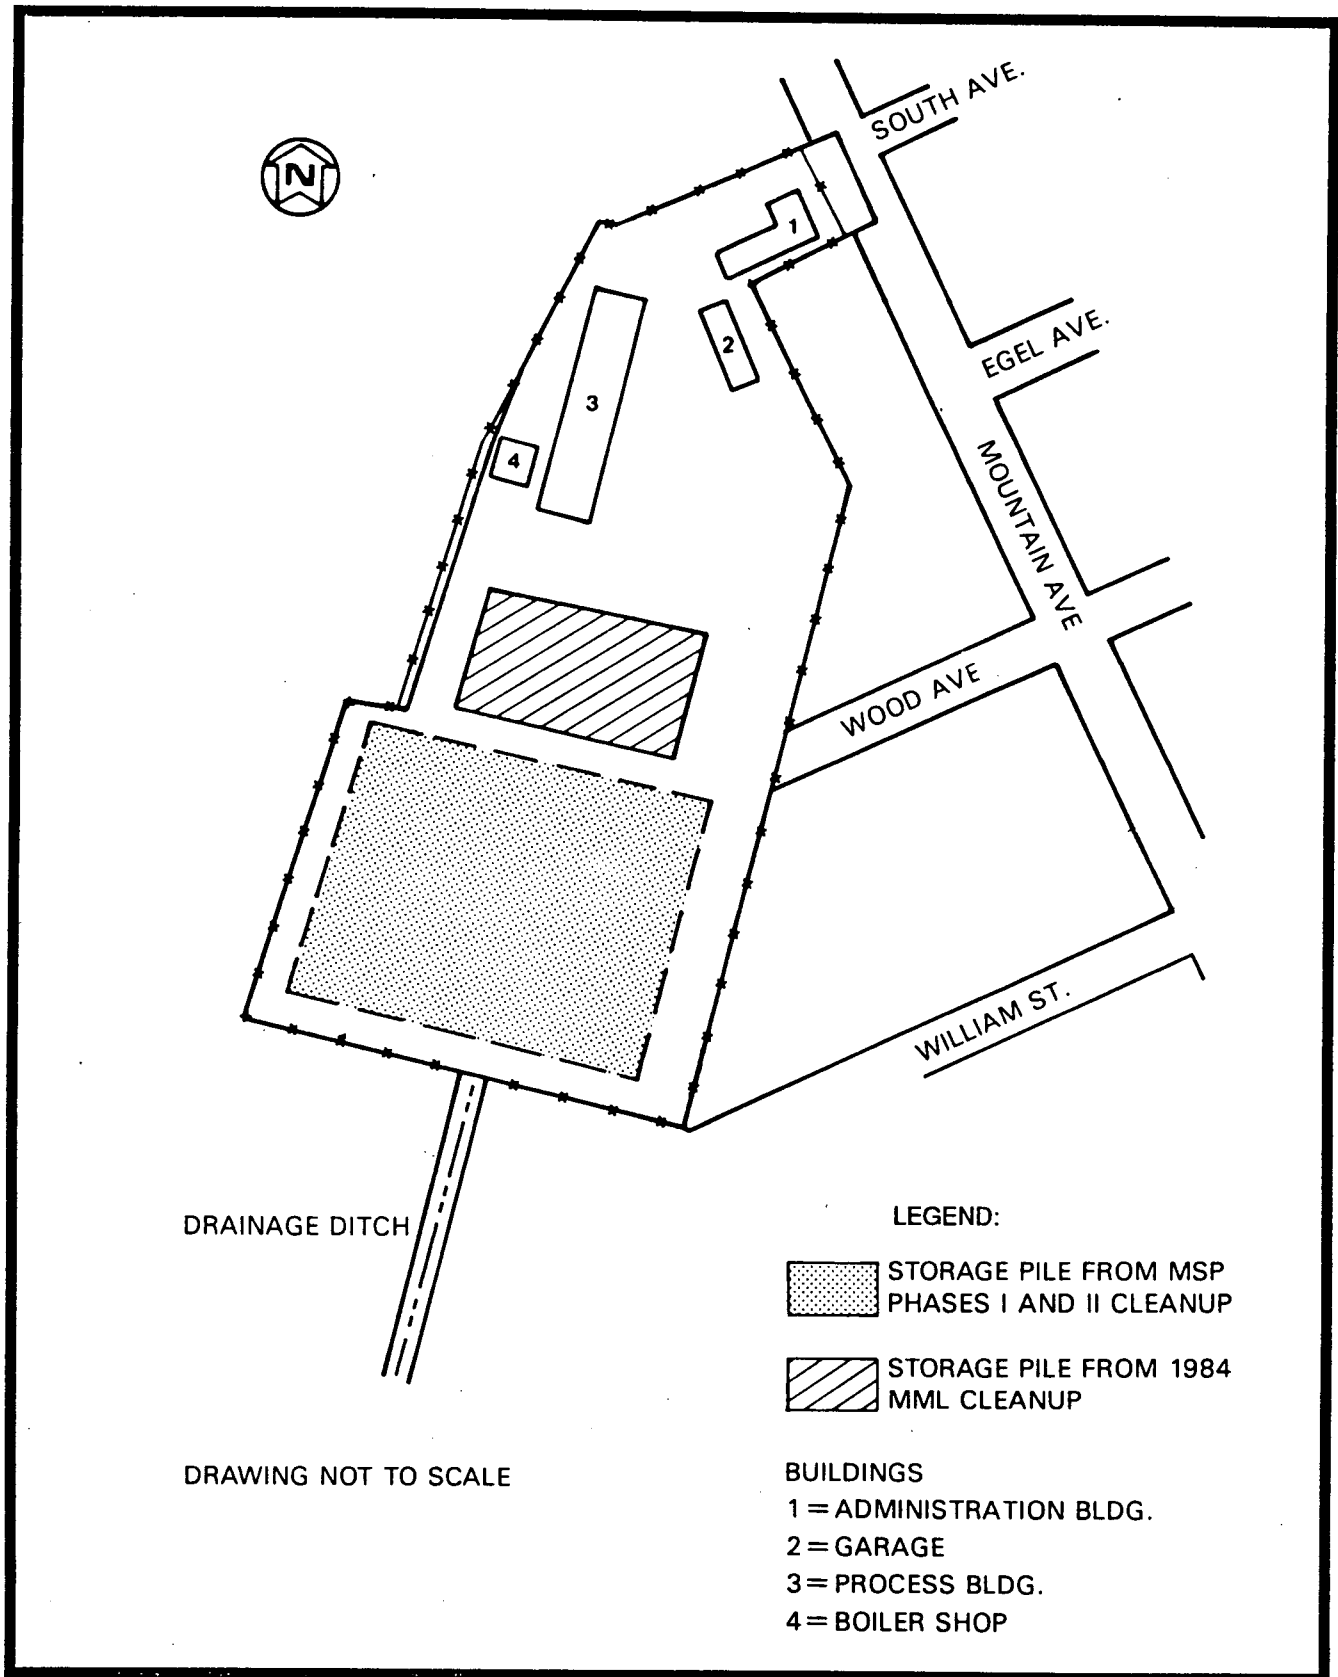 SOUTH AVE.
N
1
2
EGEL AVE.
3
4
MOUNTAIN AVE
WOOD AVE
WILLIAM ST.
DRAINAGE DITCH
LEGEND:
STORAGE PILE FROM MSP
PHASES I AND II CLEANUP
STORAGE PILE FROM 1984
MML CLEANUP
DRAWING NOT TO SCALE
BUILDINGS
1 = ADMINISTRATION BLDG.
2 = GARAGE
3 = PROCESS BLDG.
4 = BOILER SHOP